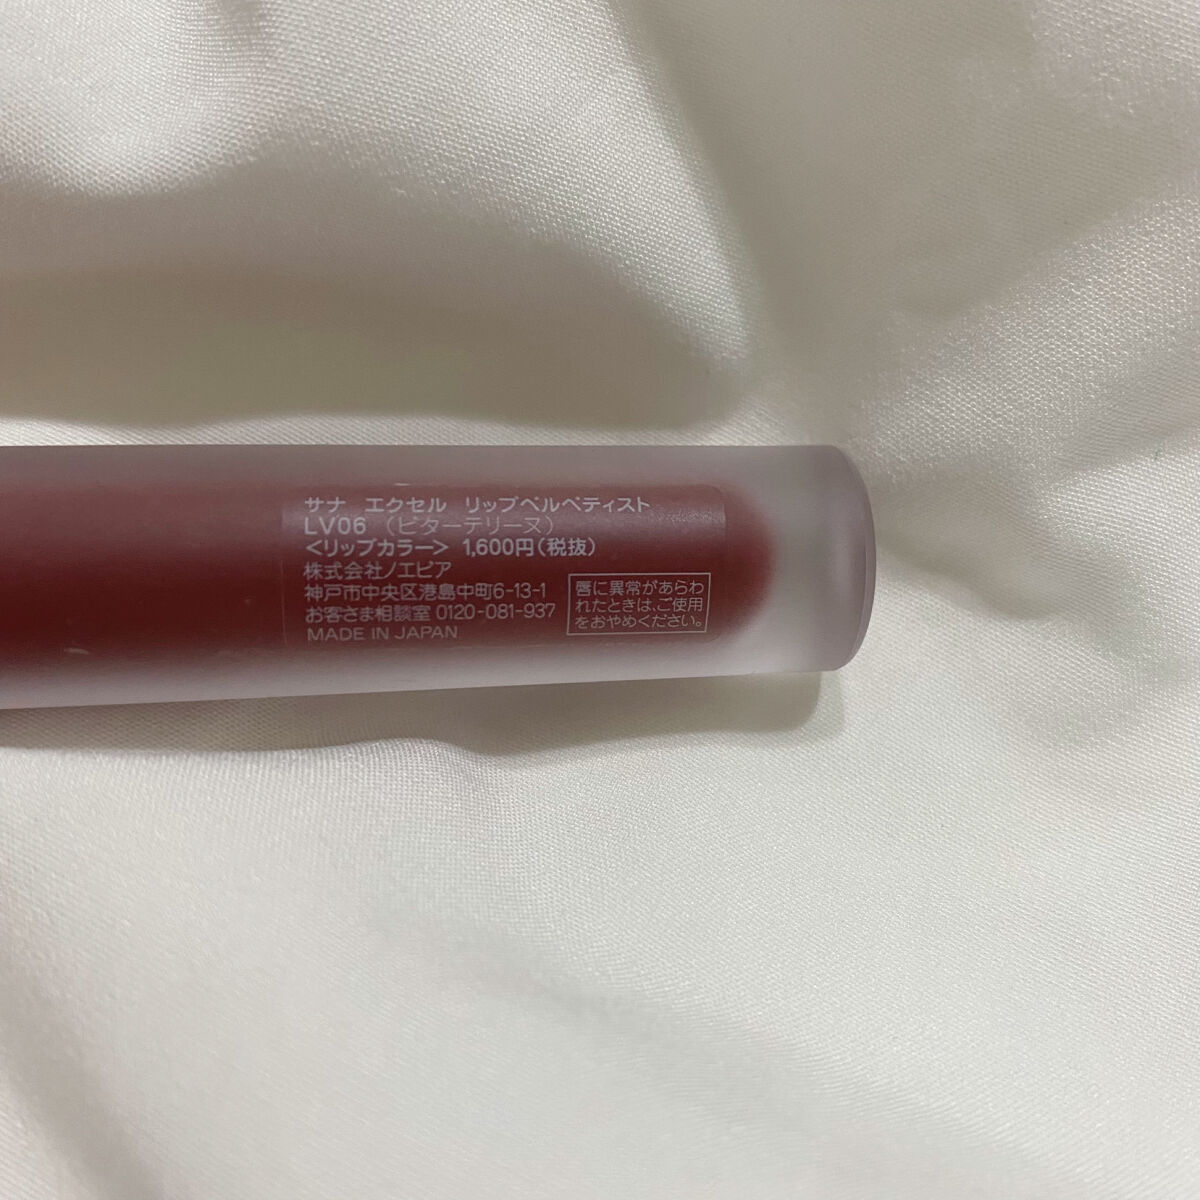 サナ エクセル リップベルベティスト
LV06 (ビターテリーヌ)
<リップカラー> 1,600円(税抜)
株式会社ノエビア
神戸市中央区港島中町6-13-1
お客さま相談室 0120-081-937
MADE IN JAPAN
唇に異常があらわ
れたときは、ご使用
をおやめください。